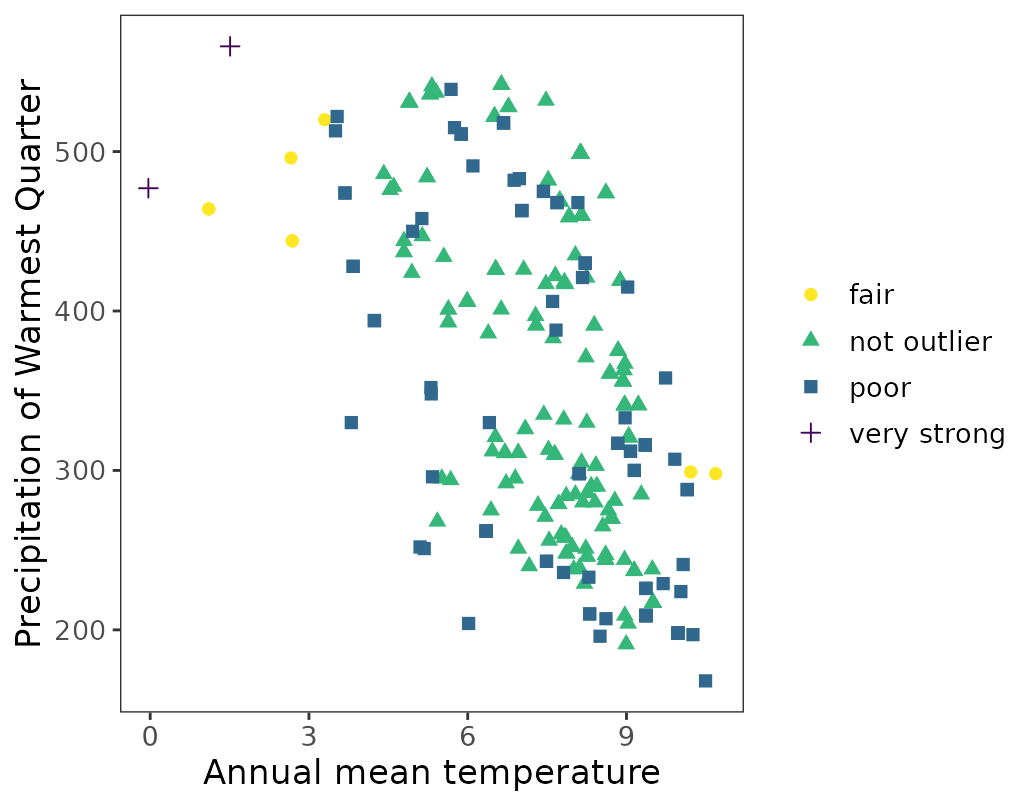 Precipitation of Warmest Quarter
500
400
300
200
0 3 6 9
Annual mean temperature
fair
not outlier
poor
very strong